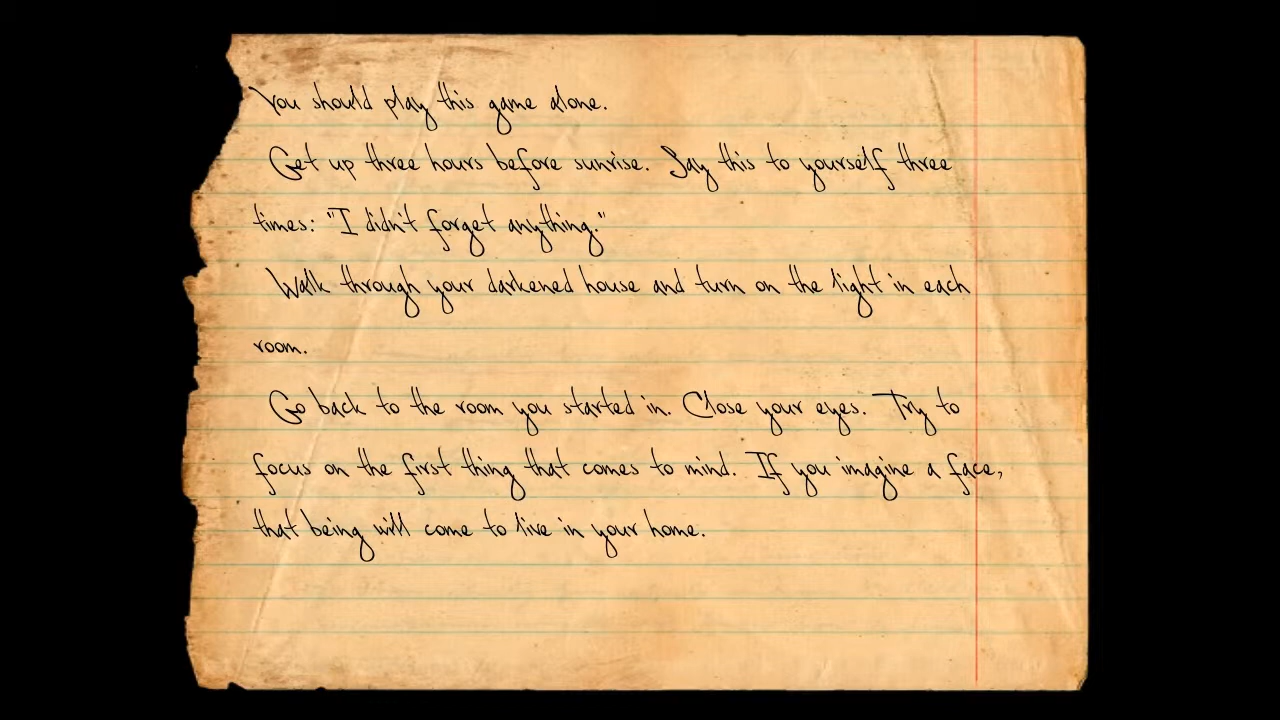 You should play this game alone.
Get up three hours before sunrise. Say this to yourself three
times: "I didn't forget anything."
Walk through your darkened house and turn on the light in each
room.
Go back to the room you started in. Close your eyes. Try to
focus on the first thing that comes to mind. If you imagine a face,
that being will come to live in your home.